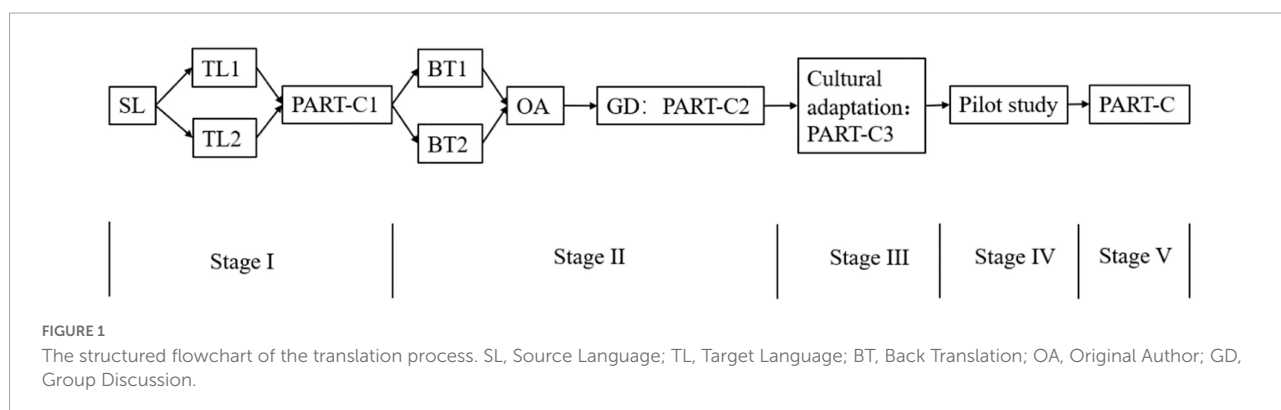 SL
TL1
TL2
PART-C1
BT1
BT2
OA
GD： PART-C2
Cultural
adaptation：
PART-C3
Pilot study
PART-C
Stage I
Stage II
Stage III
Stage IV
Stage V
FIGURE 1
The structured flowchart of the translation process. SL, Source Language; TL, Target Language; BT, Back Translation; OA, Original Author; GD,
Group Discussion.